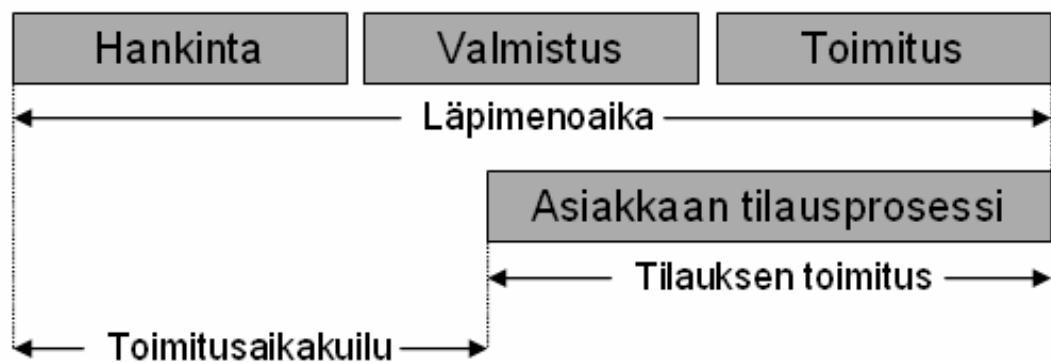 Hankinta Valmistus Toimitus
Läpimenoaika
Asiakkaan tilausprosessi
Tilauksen toimitus
Toimitusaikakuilu